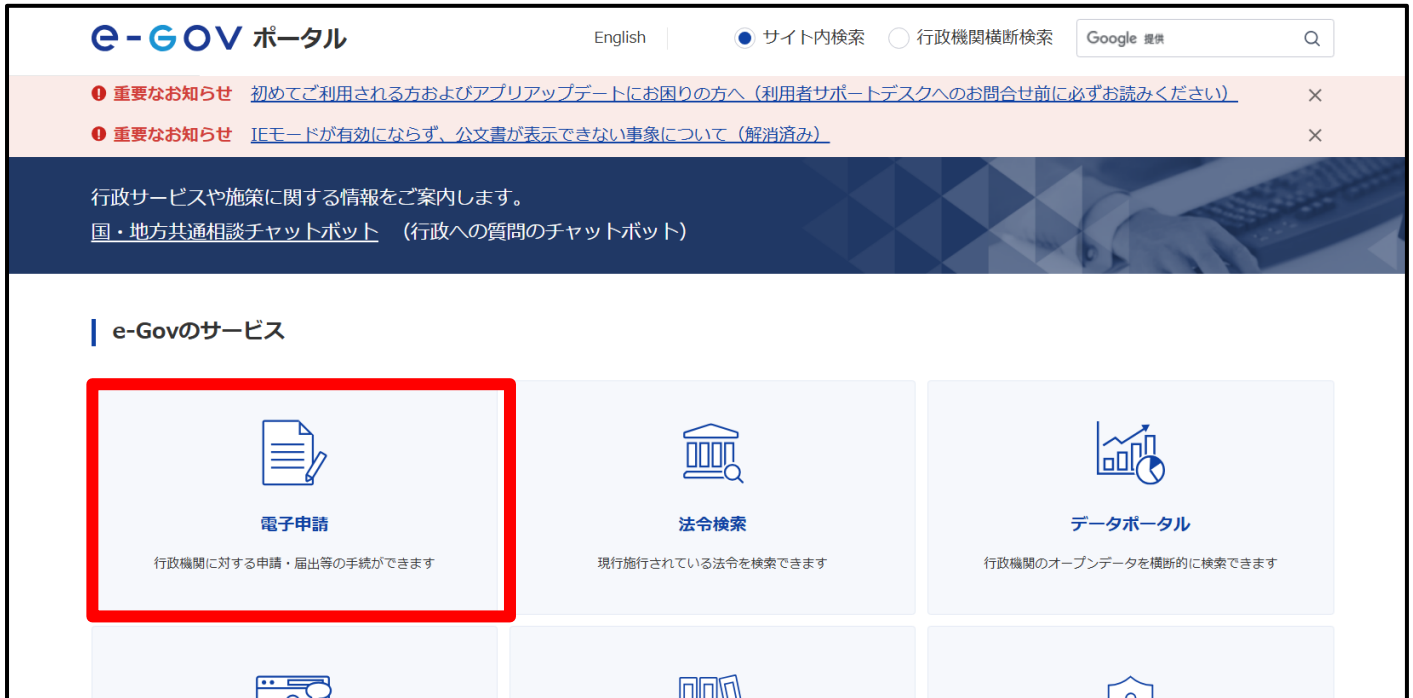 e-GOV ポータル
English
サイト内検索
行政機関横断検索
Google 提供
重要なお知らせ 初めてご利用される方およびアプリアップデートにお困りの方へ（利用者サポートデスクへのお問合せ前に必ずお読みください）
重要なお知らせ IEモードが有効にならず、公文書が表示できない事象について（解消済み）
行政サービスや施策に関する情報をご案内します。
国・地方共通相談チャットボット （行政への質問のチャットボット）
e-Govのサービス
電子申請
行政機関に対する申請・届出等の手続ができます
法令検索
現行施行されている法令を検索できます
データポータル
行政機関のオープンデータを横断的に検索できます